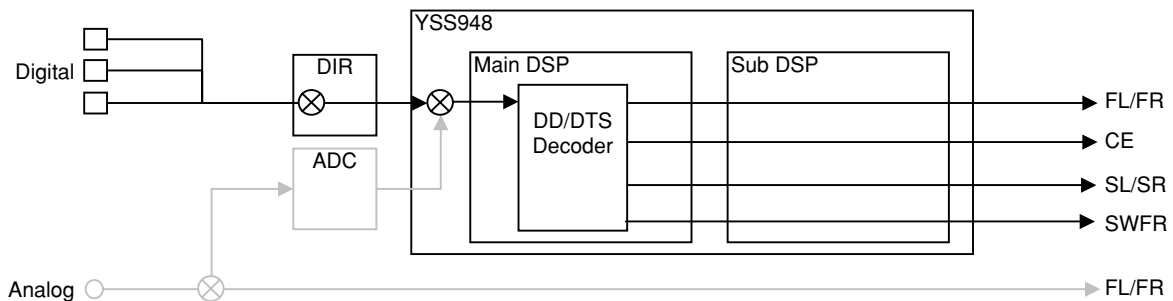 YSS948
DIR
Main DSP
Sub DSP
Digital
DD/DTS
Decoder
FL/FR
CE
ADC
SL/SR
SWFR
Analog
FL/FR